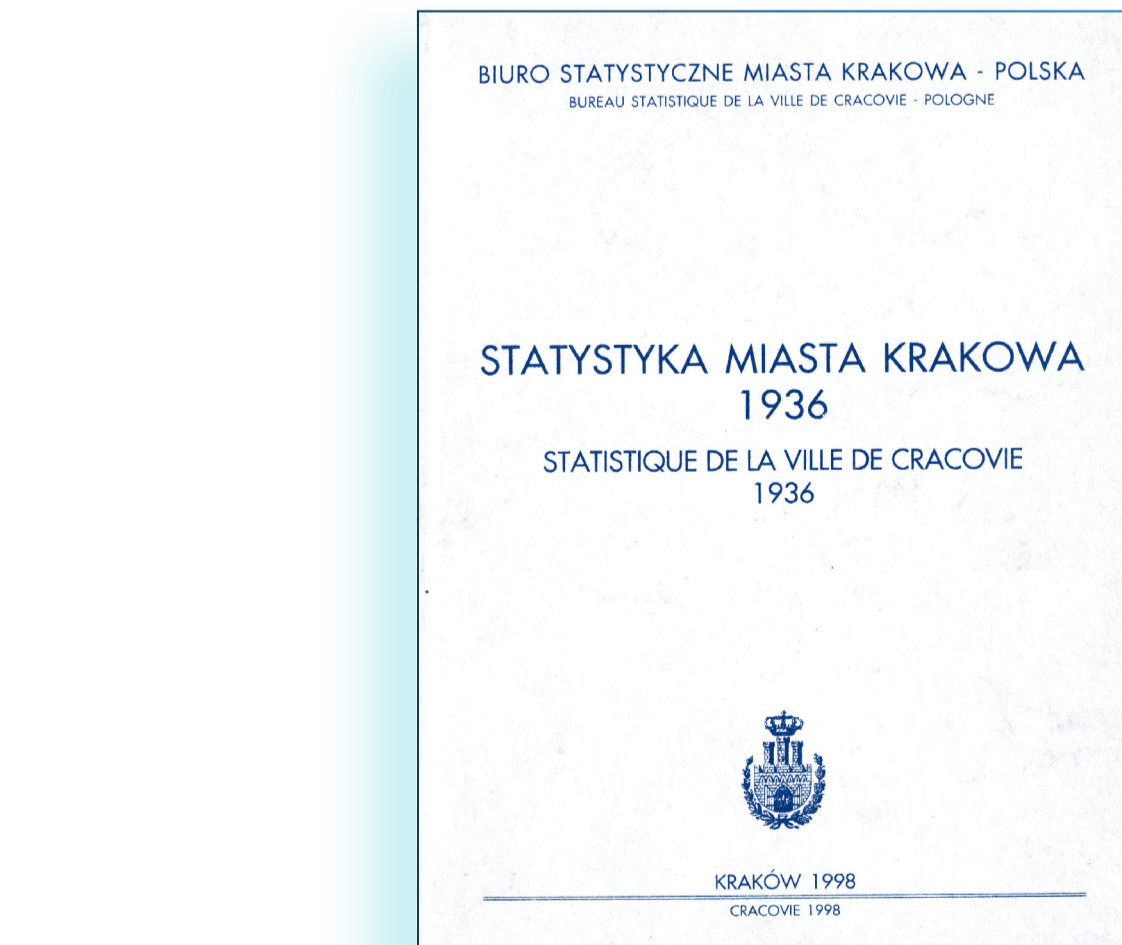 BIURO STATYSTYCZNE MIASTA KRAKOWA - POLSKA
BUREAU STATISTIQUE DE LA VILLE DE CRACOVIE - POLOGNE
STATYSTYKA MIASTA KRAKOWA
1936
STATISTIQUE DE LA VILLE DE CRACOVIE
1936
KRAKÓW 1998
CRACOVIE 1998